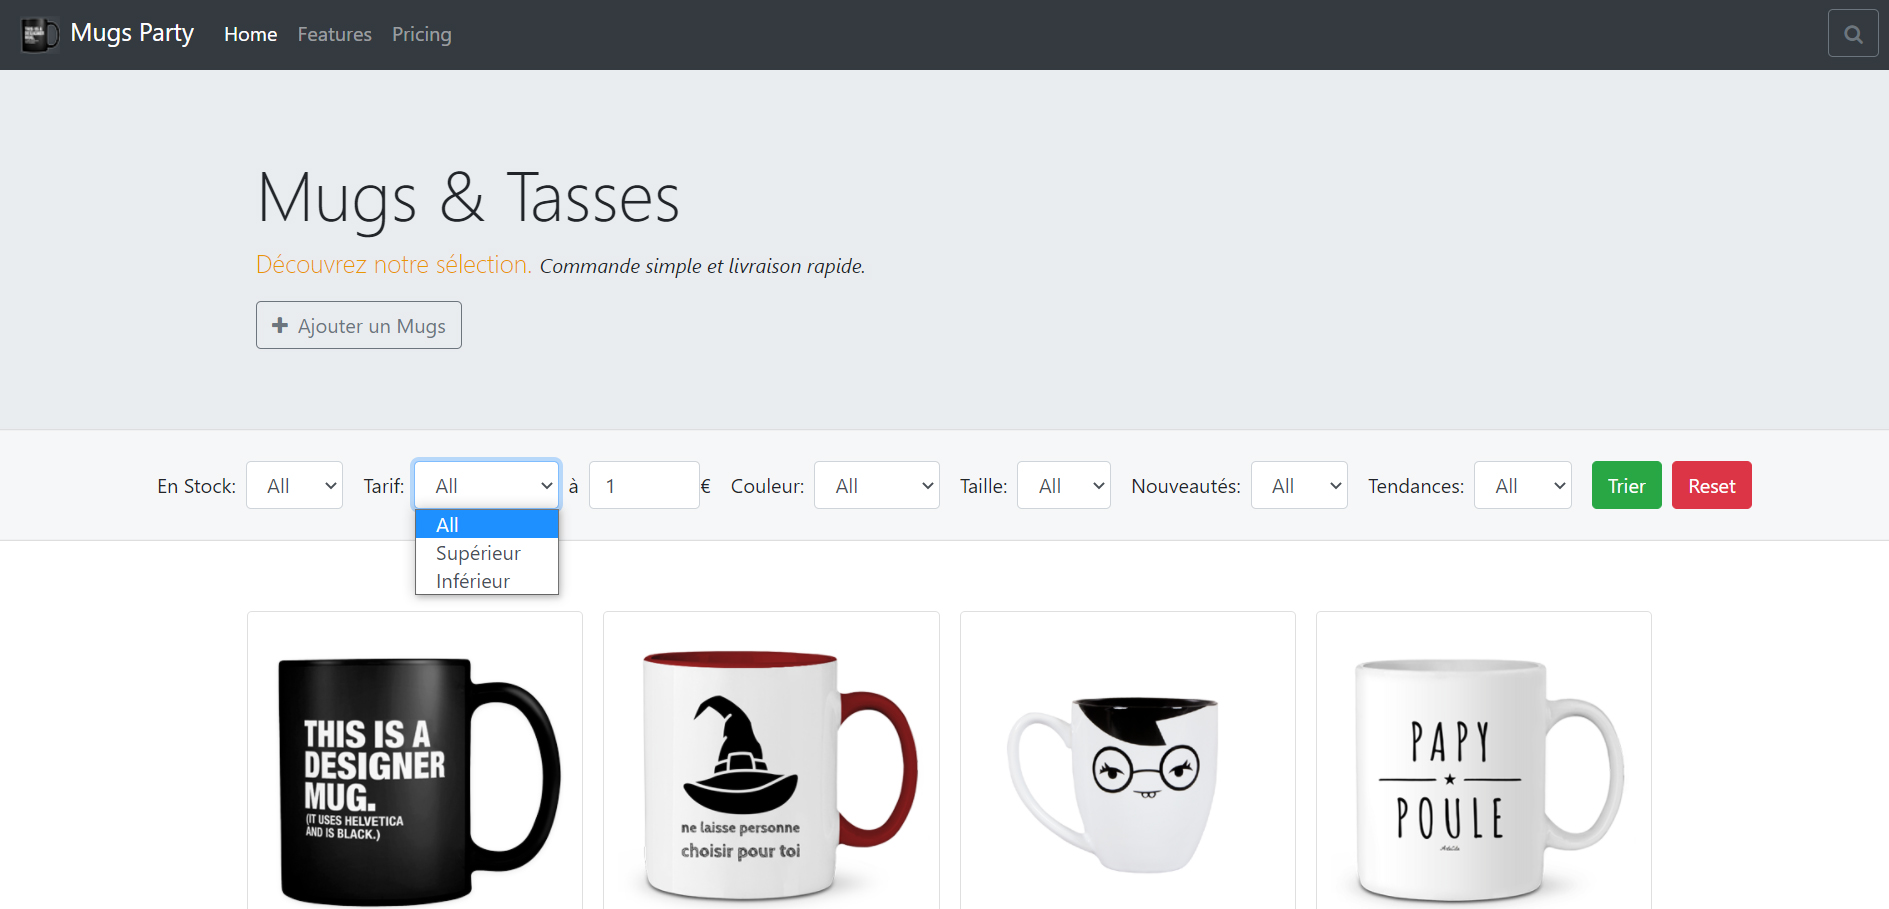 Mugs Party Home Features Pricing
Mugs & Tasses
Découvrez notre sélection. Commande simple et livraison rapide.
Ajouter un Mugs
En Stock: All Tarif: All à 1 € Couleur: All Taille: All Nouveautés: All Tendances: All Trier Reset
All
Supérieur
Inférieur
THIS IS A
DESIGNER
MUG.
(IT USES HELVETICA
AND IS BLACK.)
ne laisse personne
choisir pour toi
PAPY
POULE